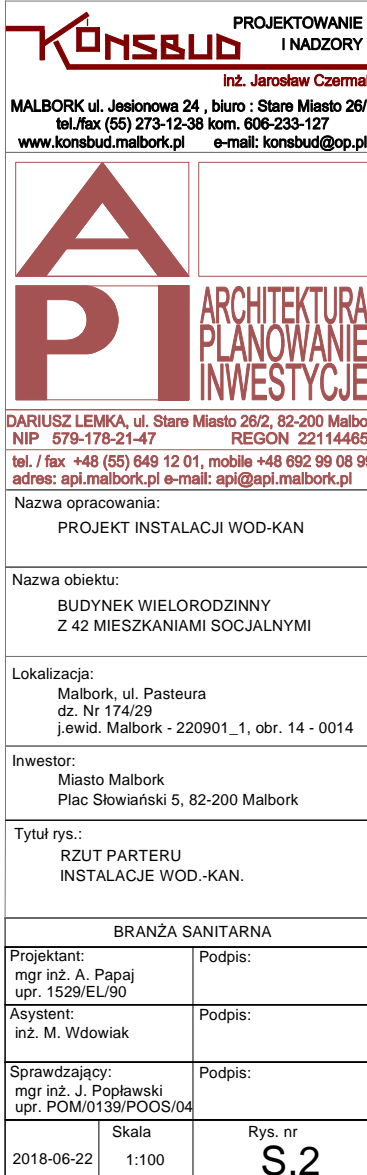 KONSBUD
PROJEKTOWANIE
I NADZORY
inż. Jarosław Czerma
MALBORK ul. Jesionowa 24 , biuro : Stare Miasto 26/
tel./fax (55) 273-12-38 kom. 606-233-127
www.konsbud.malbork.pl e-mail: konsbud@op.pl
API
ARCHITEKTURA
PLANOWANIE
INWESTYCJE
DARIUSZ LEMKA, ul. Stare Miasto 26/2, 82-200 Malbo
NIP 579-178-21-47 REGON 22114465
tel. / fax +48 (55) 649 12 01, mobile +48 692 99 08 99
adres: api.malbork.pl e-mail: api@api.malbork.pl
Nazwa opracowania:
PROJEKT INSTALACJI WOD-KAN
Nazwa obiektu:
BUDYNEK WIELORODZINNY
Z 42 MIESZKANIAMI SOCJALNYMI
Lokalizacja:
Malbork, ul. Pasteura
dz. Nr 174/29
j.ewid. Malbork - 220901_1, obr. 14 - 0014
Inwestor:
Miasto Malbork
Plac Słowiański 5, 82-200 Malbork
Tytuł rys.:
RZUT PARTERU
INSTALACJE WOD.-KAN.
BRANŻA SANITARNA
Projektant:
mgr inż. A. Papaj
upr. 1529/EL/90
Podpis:
Asystent:
inż. M. Wdowiak
Podpis:
Sprawdzający:
mgr inż. J. Popławski
upr. POM/0139/POOS/04
Podpis:
2018-06-22
Skala
1:100
Rys. nr
S.2